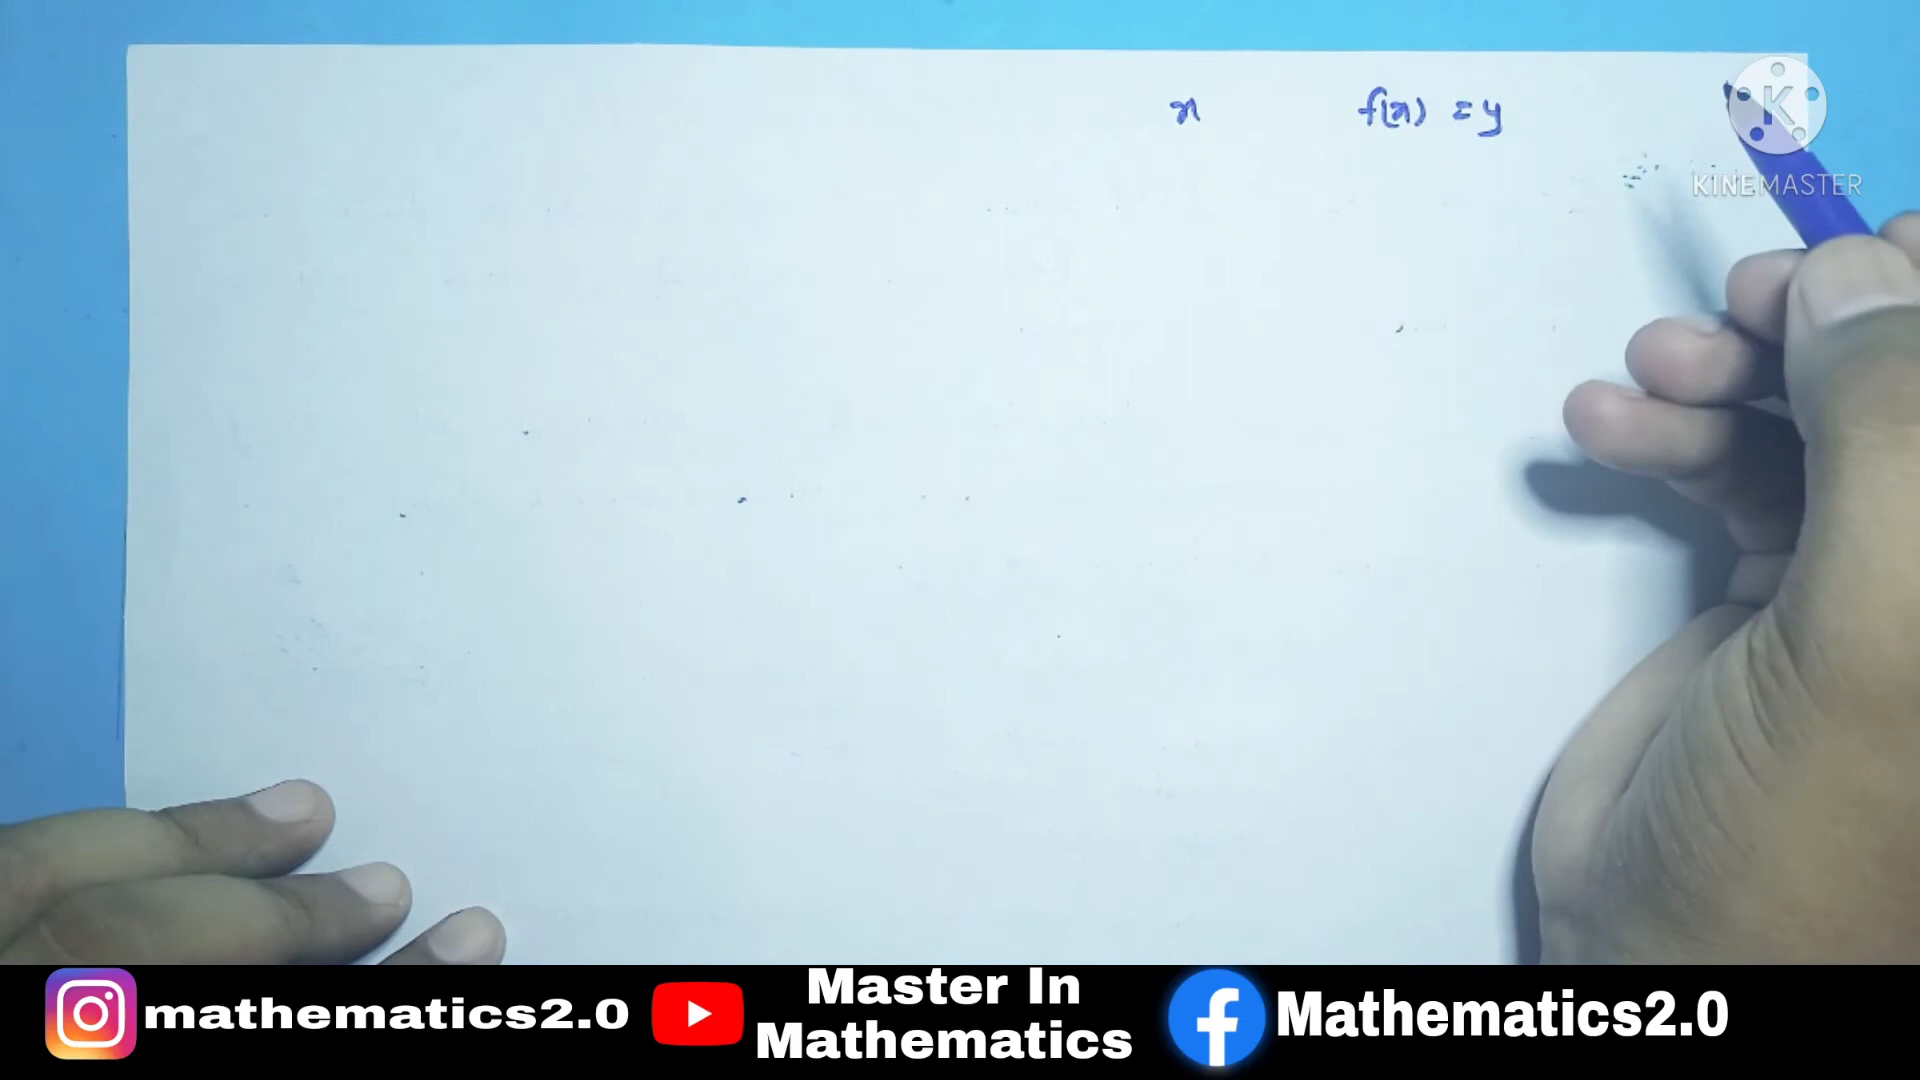 x f(x) = y
KINEMASTER
mathematics2.0
Master In
Mathematics
Mathematics2.0